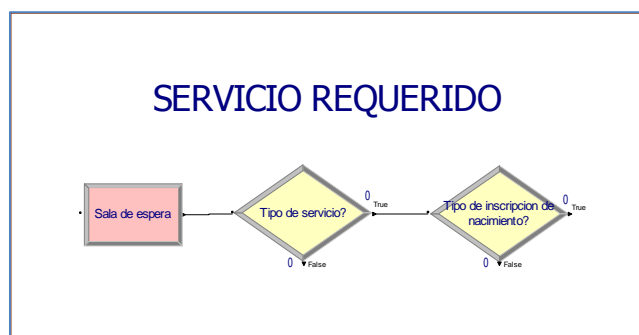 SERVICIO REQUERIDO
0
0
True
True
Sala de espera
Tipo de servicio?
Tipo de inscripcion de
nacimiento?
0
False
0
False